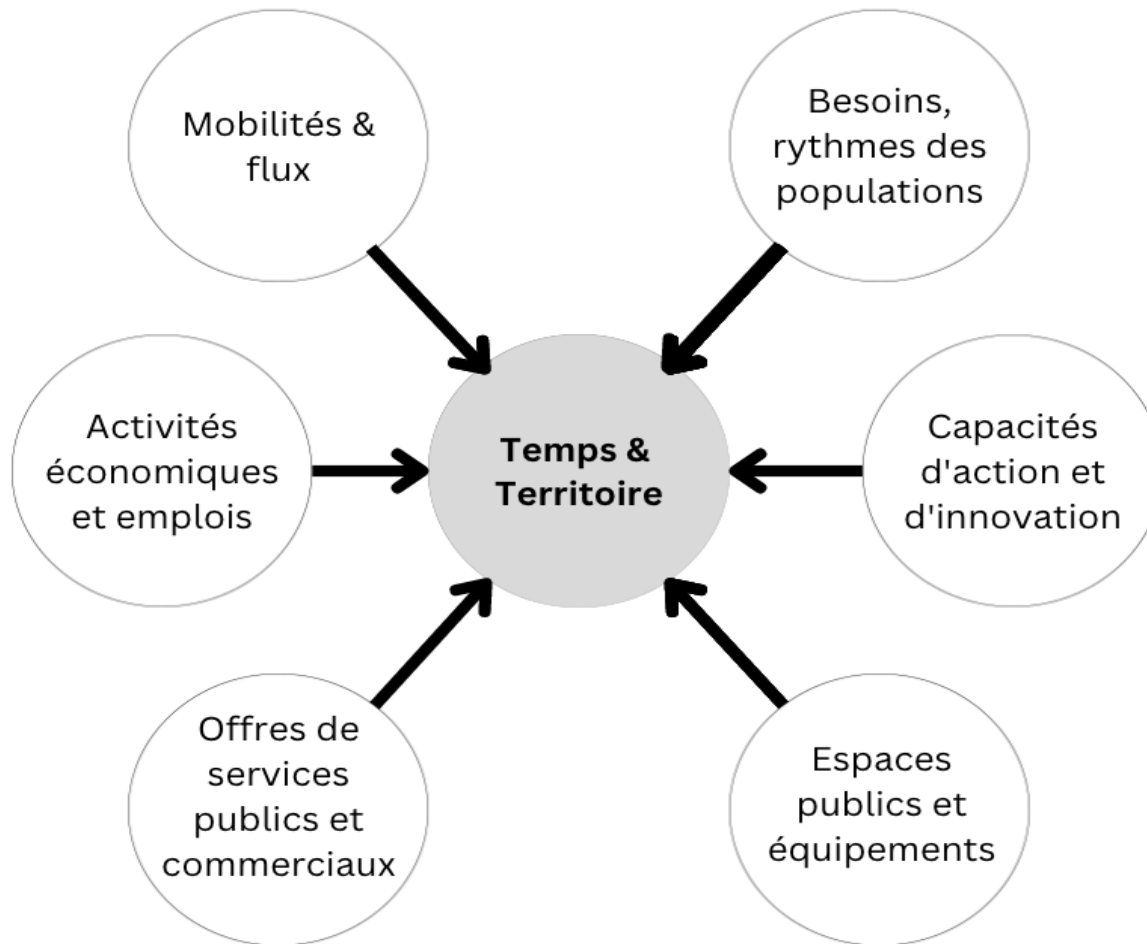 Mobilités &
flux
Besoins,
rythmes des
populations
Activités
économiques
et emplois
Temps &
Territoire
Capacités
d'action et
d'innovation
Offres de
services
publics et
commerciaux
Espaces
publics et
équipements